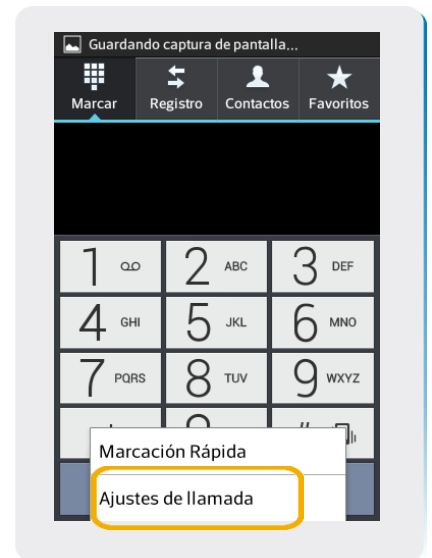 Guardando captura de pantalla...
Marcar Registro Contactos Favoritos
1 2 ABC 3 DEF
4 GHI 5 JKL 6 MNO
7 PQRS 8 TUV 9 WXYZ
Marcación Rápida
Ajustes de llamada